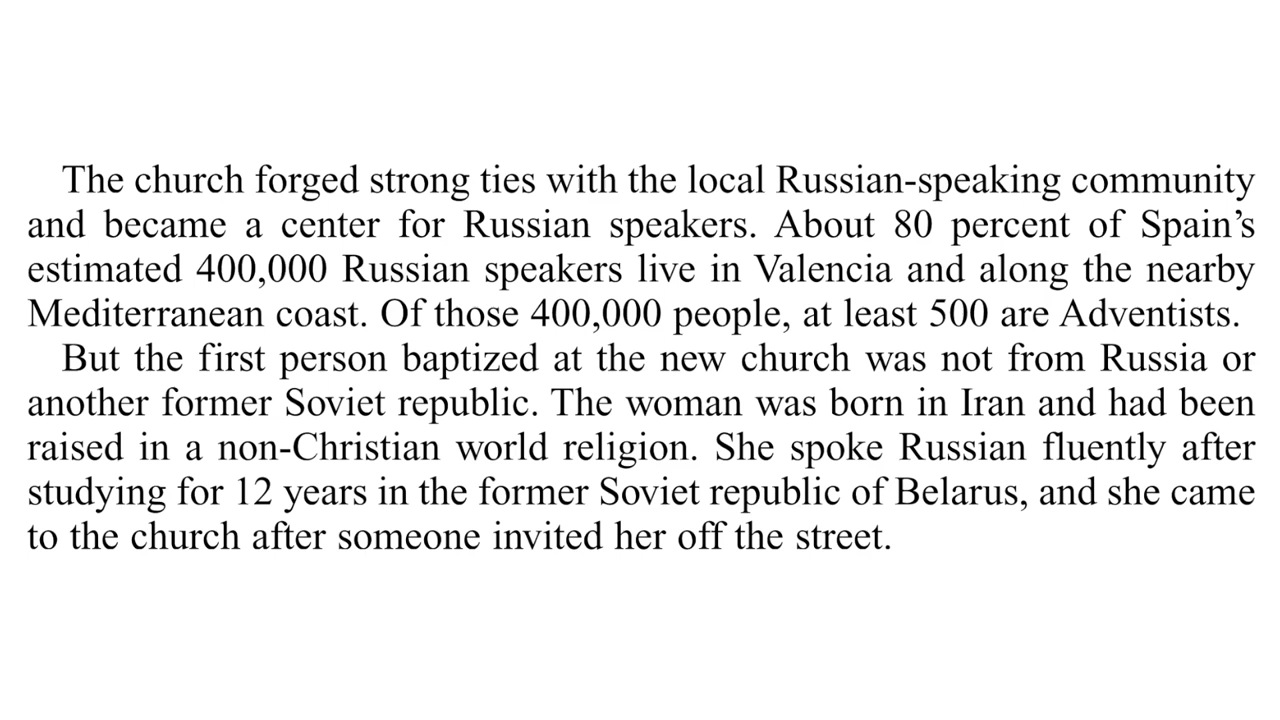 The church forged strong ties with the local Russian-speaking community
and became a center for Russian speakers. About 80 percent of Spain’s
estimated 400,000 Russian speakers live in Valencia and along the nearby
Mediterranean coast. Of those 400,000 people, at least 500 are Adventists.
But the first person baptized at the new church was not from Russia or
another former Soviet republic. The woman was born in Iran and had been
raised in a non-Christian world religion. She spoke Russian fluently after
studying for 12 years in the former Soviet republic of Belarus, and she came
to the church after someone invited her off the street.